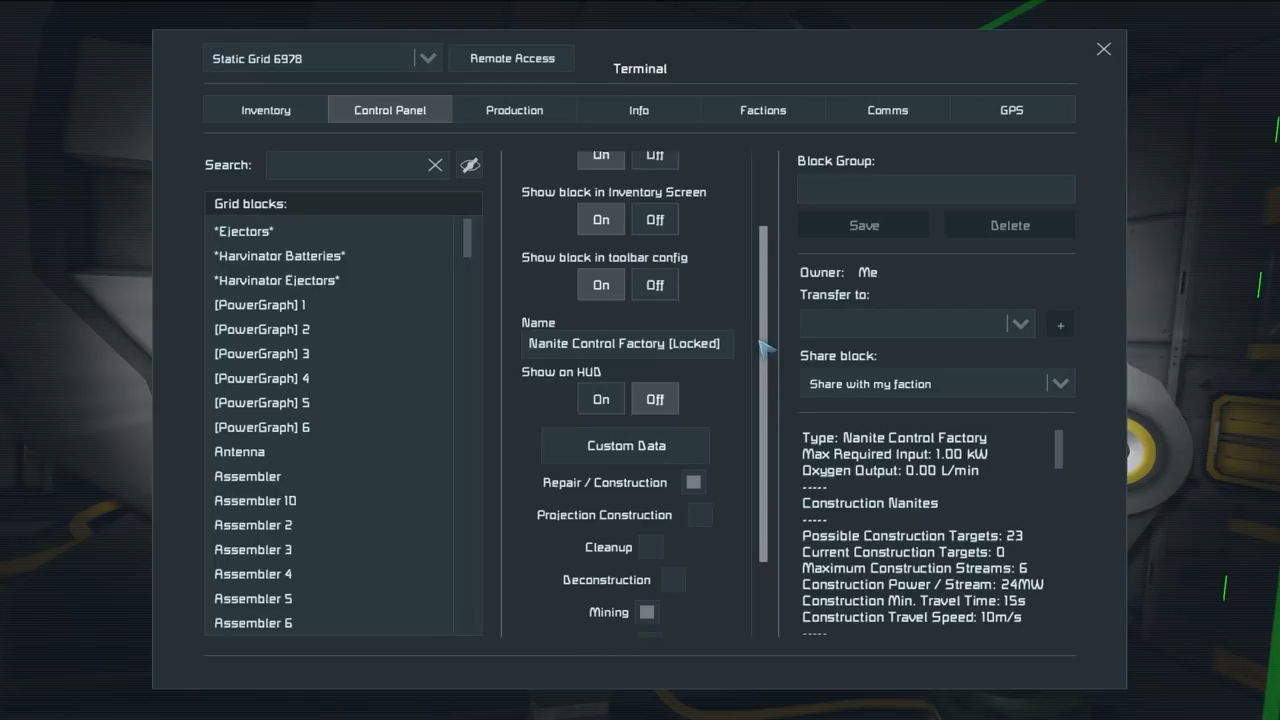 Static Grid 6978
Remote Access
Terminal
Inventory
Control Panel
Production
Info
Factions
Comms
GPS
Search:
Grid blocks:
*Ejectors*
*Harvinator Batteries*
*Harvinator Ejectors*
[PowerGraph] 1
[PowerGraph] 2
[PowerGraph] 3
[PowerGraph] 4
[PowerGraph] 5
[PowerGraph] 6
Antenna
Assembler
Assembler 10
Assembler 2
Assembler 3
Assembler 4
Assembler 5
Assembler 6
On Off
Show block in Inventory Screen
On Off
Show block in toolbar config
On Off
Name
Nanite Control Factory [Locked]
Show on HUD
On Off
Custom Data
Repair / Construction
Projection Construction
Cleanup
Deconstruction
Mining
Block Group:
Save
Delete
Owner: Me
Transfer to:
+
Share block:
Share with my faction
Type: Nanite Control Factory
Max Required Input: 1.00 kW
Oxygen Output: 0.00 L/min
-----
Construction Nanites
-----
Possible Construction Targets: 23
Current Construction Targets: 0
Maximum Construction Streams: 6
Construction Power / Stream: 24MW
Construction Min. Travel Time: 15s
Construction Travel Speed: 10m/s
-----